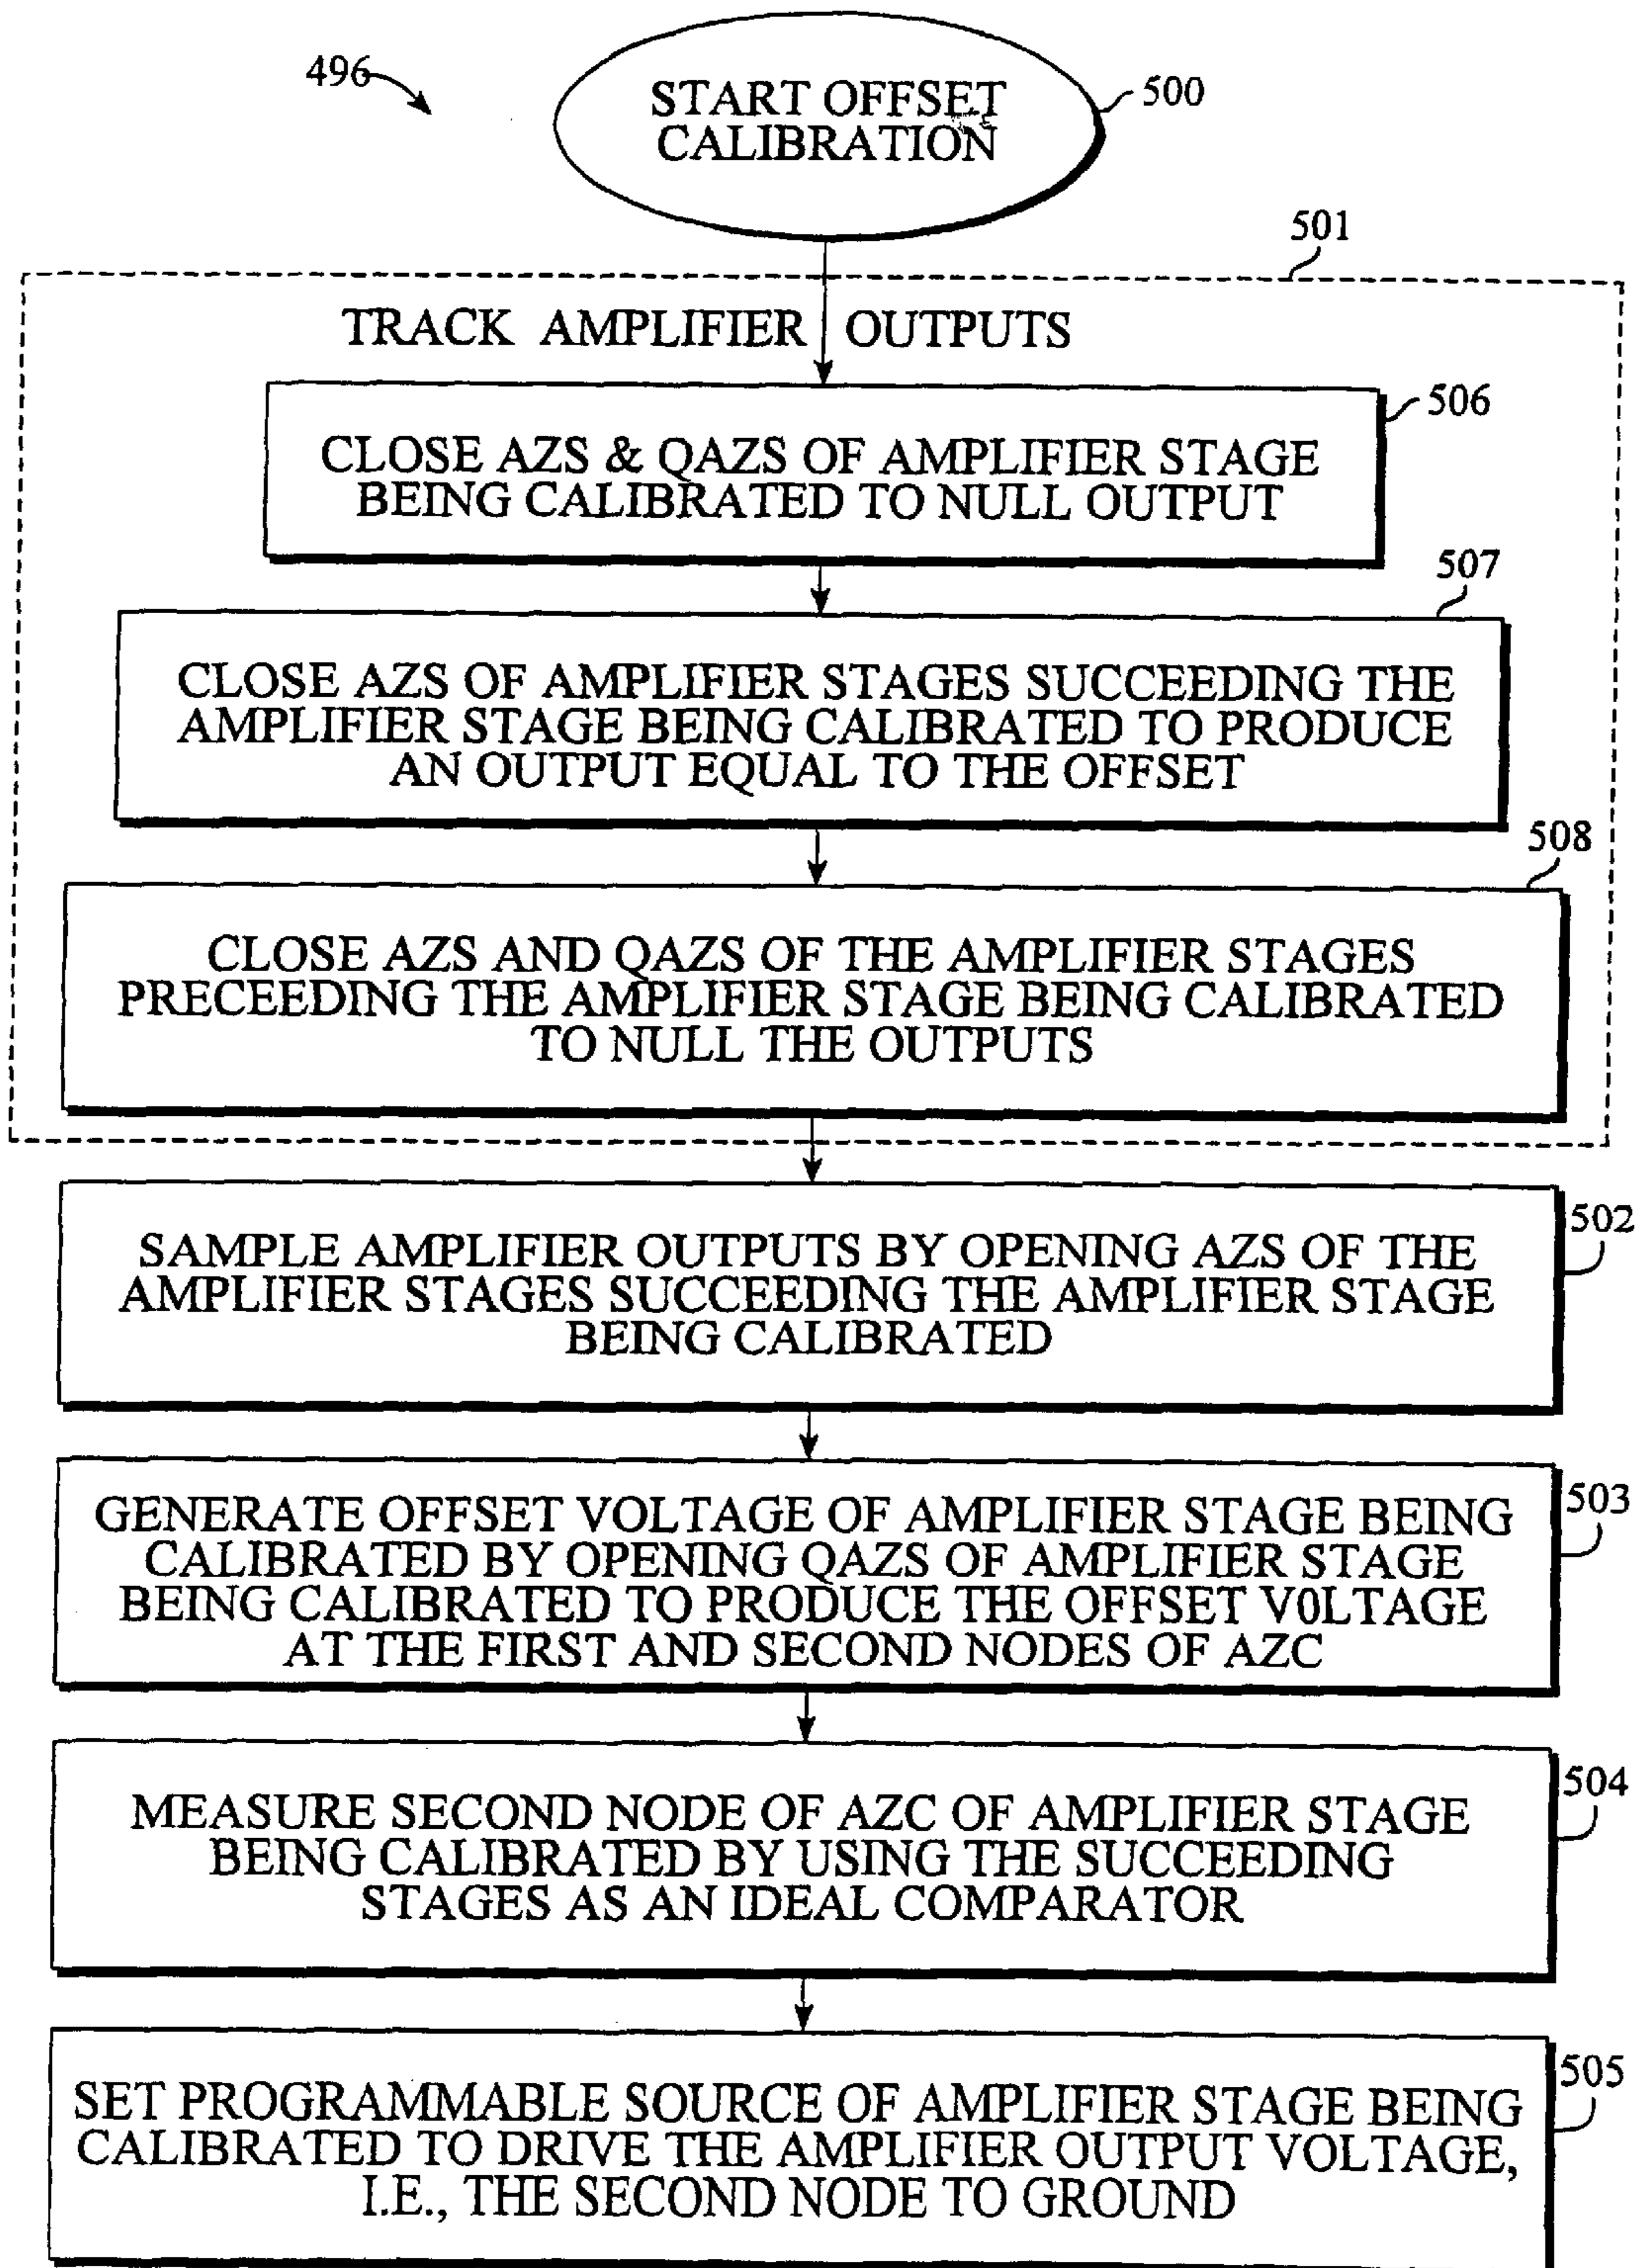 496
START OFFSET
CALIBRATION
500
501
TRACK AMPLIFIER OUTPUTS
506
CLOSE AZS & QAZS OF AMPLIFIER STAGE
BEING CALIBRATED TO NULL OUTPUT
507
CLOSE AZS OF AMPLIFIER STAGES SUCCEEDING THE
AMPLIFIER STAGE BEING CALIBRATED TO PRODUCE
AN OUTPUT EQUAL TO THE OFFSET
508
CLOSE AZS AND QAZS OF THE AMPLIFIER STAGES
PRECEEDING THE AMPLIFIER STAGE BEING CALIBRATED
TO NULL THE OUTPUTS
502
SAMPLE AMPLIFIER OUTPUTS BY OPENING AZS OF THE
AMPLIFIER STAGES SUCCEEDING THE AMPLIFIER STAGE
BEING CALIBRATED
503
GENERATE OFFSET VOLTAGE OF AMPLIFIER STAGE BEING
CALIBRATED BY OPENING QAZS OF AMPLIFIER STAGE
BEING CALIBRATED TO PRODUCE THE OFFSET V0LTAGE
AT THE FIRST AND SECOND NODES OF AZC
504
MEASURE SECOND NODE OF AZC OF AMPLIFIER STAGE
BEING CALIBRATED BY USING THE SUCCEEDING
STAGES AS AN IDEAL COMPARATOR
505
SET PROGRAMMABLE SOURCE OF AMPLIFIER STAGE BEING
CALIBRATED TO DRIVE THE AMPLIFIER OUTPUT VOLTAGE,
I.E., THE SECOND NODE TO GROUND